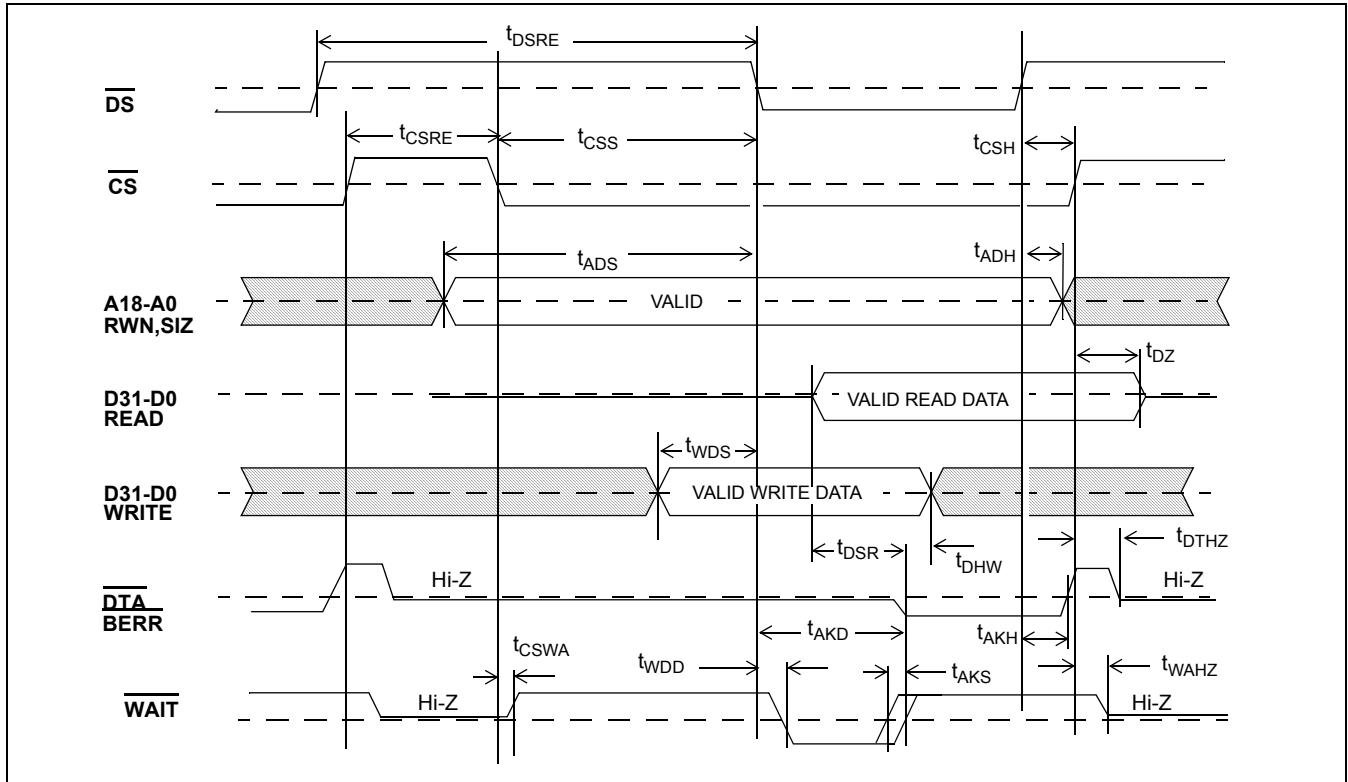 tDSRE
DS
tCSRE
tCSS
tCSH
CS
tADS
tADH
A18-A0
RWN,SIZ
VALID
tDZ
D31-D0
READ
VALID READ DATA
tWDS
D31-D0
WRITE
VALID WRITE DATA
tDSR
tDHW
tDTHZ
DTA
BERR
Hi-Z
Hi-Z
tAKD
tAKH
tCSWA
tWDD
tAKS
tWAHZ
WAIT
Hi-Z
Hi-Z